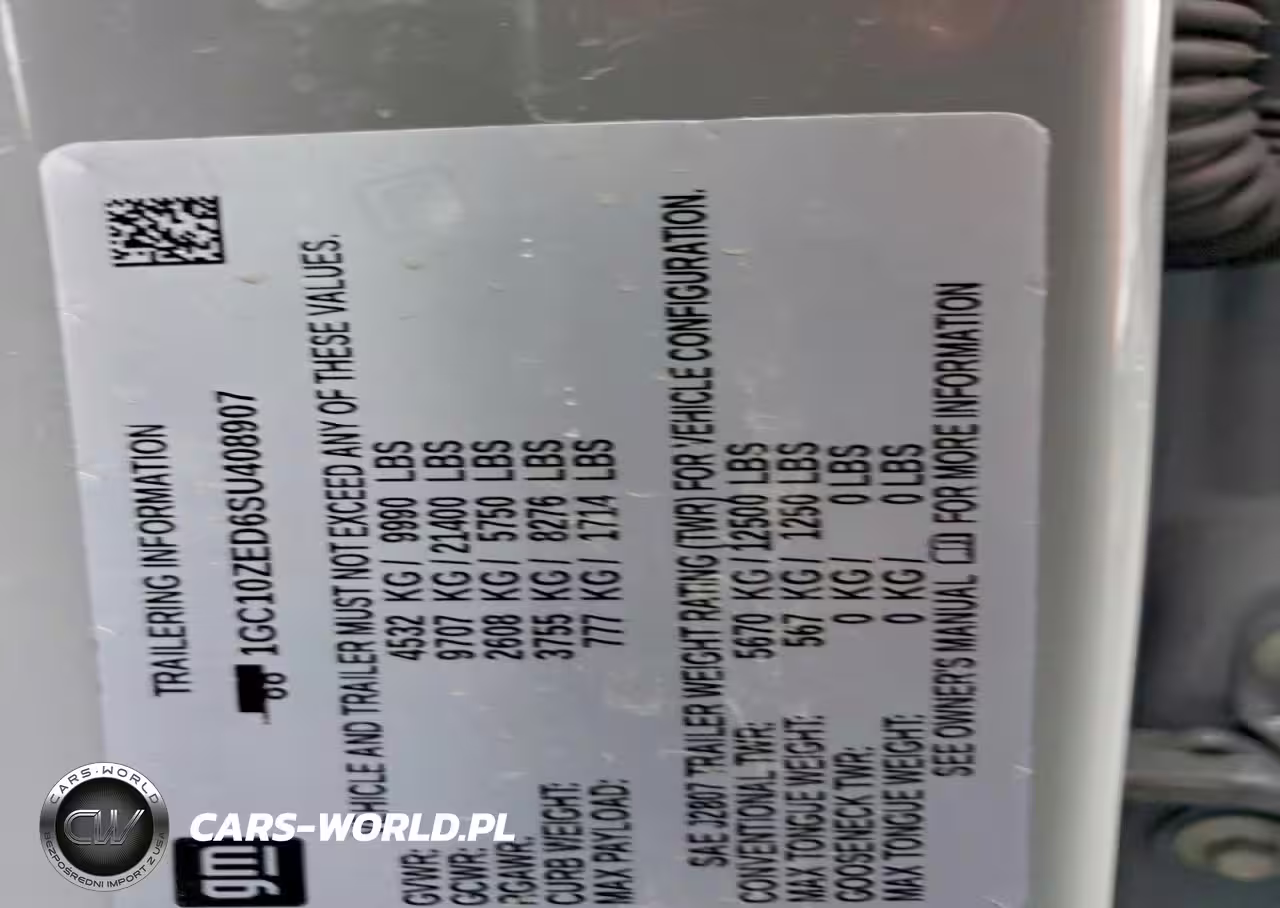 TRAILERING INFORMATION
1GC10ZED6SU408907
VEHICLE AND TRAILER MUST NOT EXCEED ANY OF THESE VALUES.
GVWR: 4532 KG / 9990 LBS
GCWR: 9707 KG / 21400 LBS
RGAWR: 2608 KG / 5750 LBS
CURB WEIGHT: 3755 KG / 8276 LBS
MAX PAYLOAD: 777 KG / 1714 LBS
SAE J2807 TRAILER WEIGHT RATING (TWR) FOR VEHICLE CONFIGURATION.
CONVENTIONAL TWR: 5670 KG / 12500 LBS
MAX TONGUE WEIGHT: 567 KG / 1250 LBS
GOOSENECK TWR: 0 KG / 0 LBS
MAX TONGUE WEIGHT: 0 KG / 0 LBS
SEE OWNER'S MANUAL FOR MORE INFORMATION
gm
CARS-WORLD
CW
BEZPOŚREDNI IMPORT Z USA
CARS-WORLD.PL